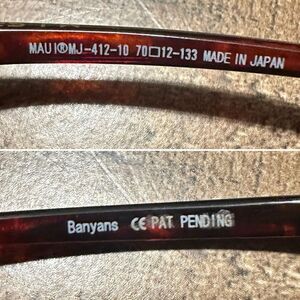 MAUI®MJ-412-10 70□12-133 MADE IN JAPAN
Banyans CE PAT PENDING